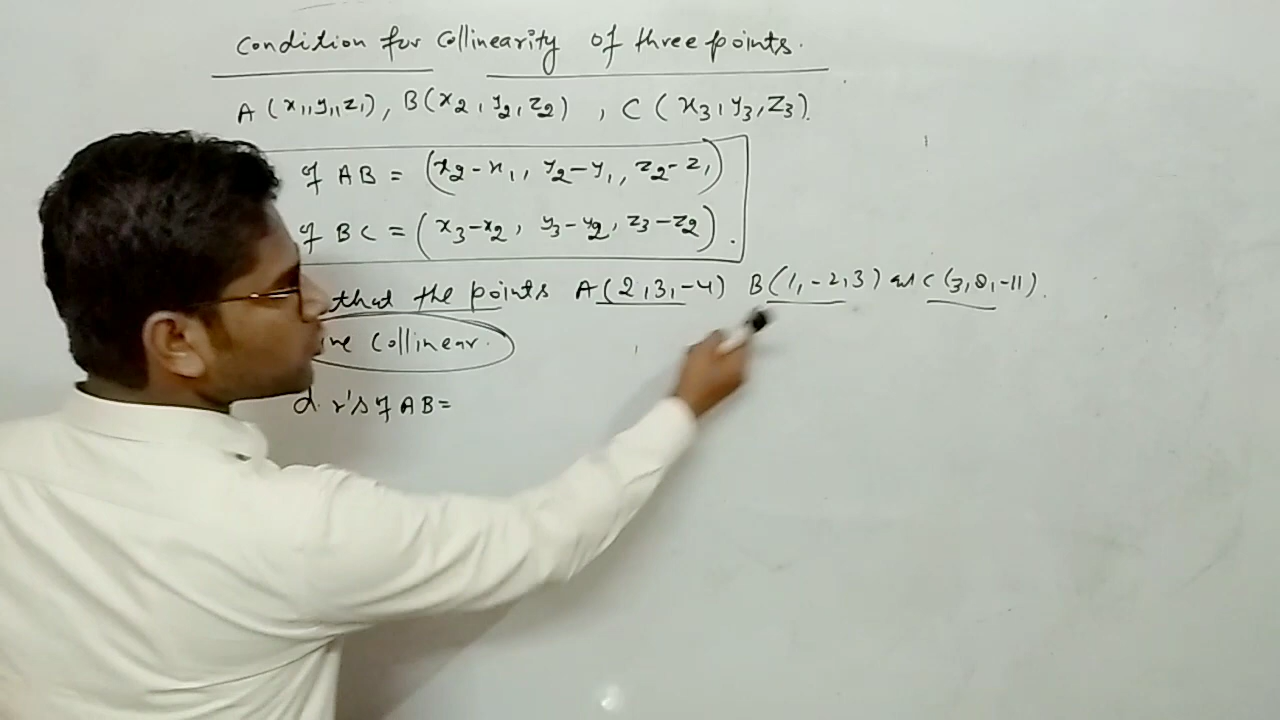 Condition for Collinearity of three points.
A (x1, y1, z1), B(x2, y2, z2), C (x3, y3, z3).
of AB = (x2-x1, y2-y1, z2-z1)
of BC = (x3-x2, y3-y2, z3-z2).
that the points A(2,3,-4) B(1,-2,3) and C (3,8,-11).
Collinear.
d.r's of AB =